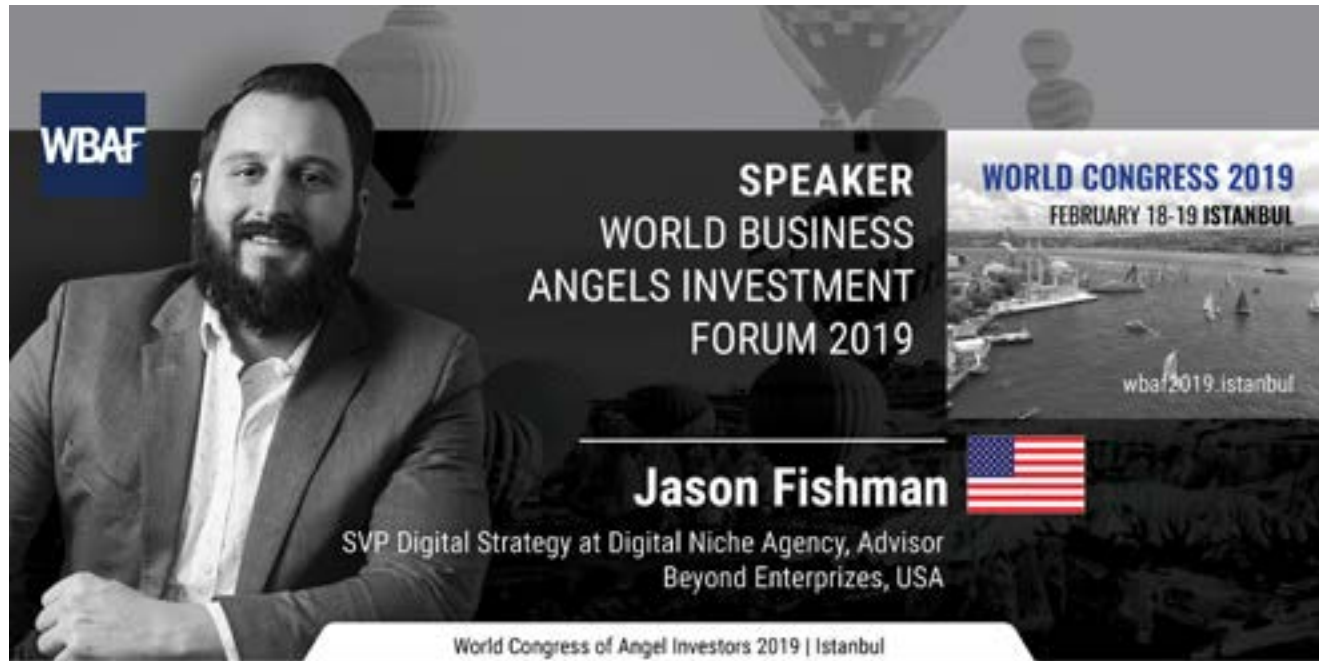 WBAF
SPEAKER
WORLD BUSINESS
ANGELS INVESTMENT
FORUM 2019
WORLD CONGRESS 2019
FEBRUARY 18-19 ISTANBUL
wbaf2019.istanbul
Jason Fishman
SVP Digital Strategy at Digital Niche Agency, Advisor
Beyond Enterprizes, USA
World Congress of Angel Investors 2019 | Istanbul